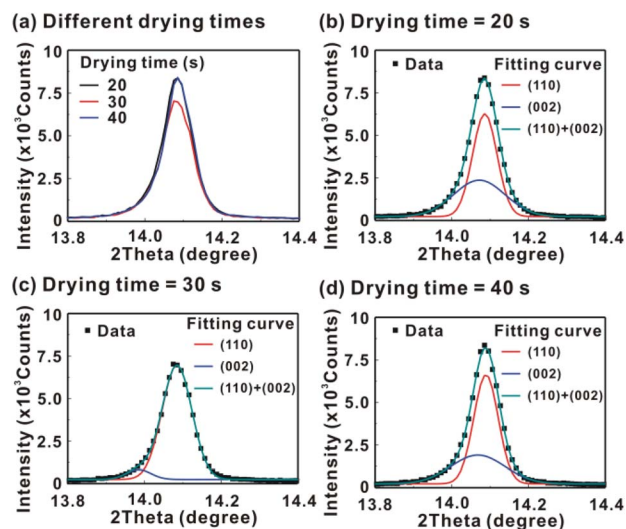 (a) Different drying times
Intensity (x10³Counts)
10
7.5
5.0
2.5
0
Drying time (s)
20
30
40
13.8 14.0 14.2 14.4
2Theta (degree)
(b) Drying time = 20 s
Intensity (x10³Counts)
10
7.5
5.0
2.5
0
Data
Fitting curve
(110)
(002)
(110)+(002)
13.8 14.0 14.2 14.4
2Theta (degree)
(c) Drying time = 30 s
Intensity (x10³Counts)
10
7.5
5.0
2.5
0
Data
Fitting curve
(110)
(002)
(110)+(002)
13.8 14.0 14.2 14.4
2Theta (degree)
(d) Drying time = 40 s
Intensity (x10³Counts)
10
7.5
5.0
2.5
0
Data
Fitting curve
(110)
(002)
(110)+(002)
13.8 14.0 14.2 14.4
2Theta (degree)